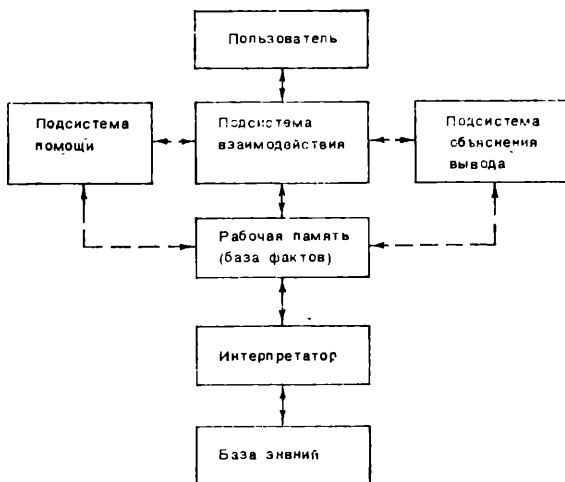 Пользователь
Подсистема
помощи
Подсистема
взаимодействия
Подсистема
объяснения
вывода
Рабочая память
(база фактов)
Интерпретатор
База знаний